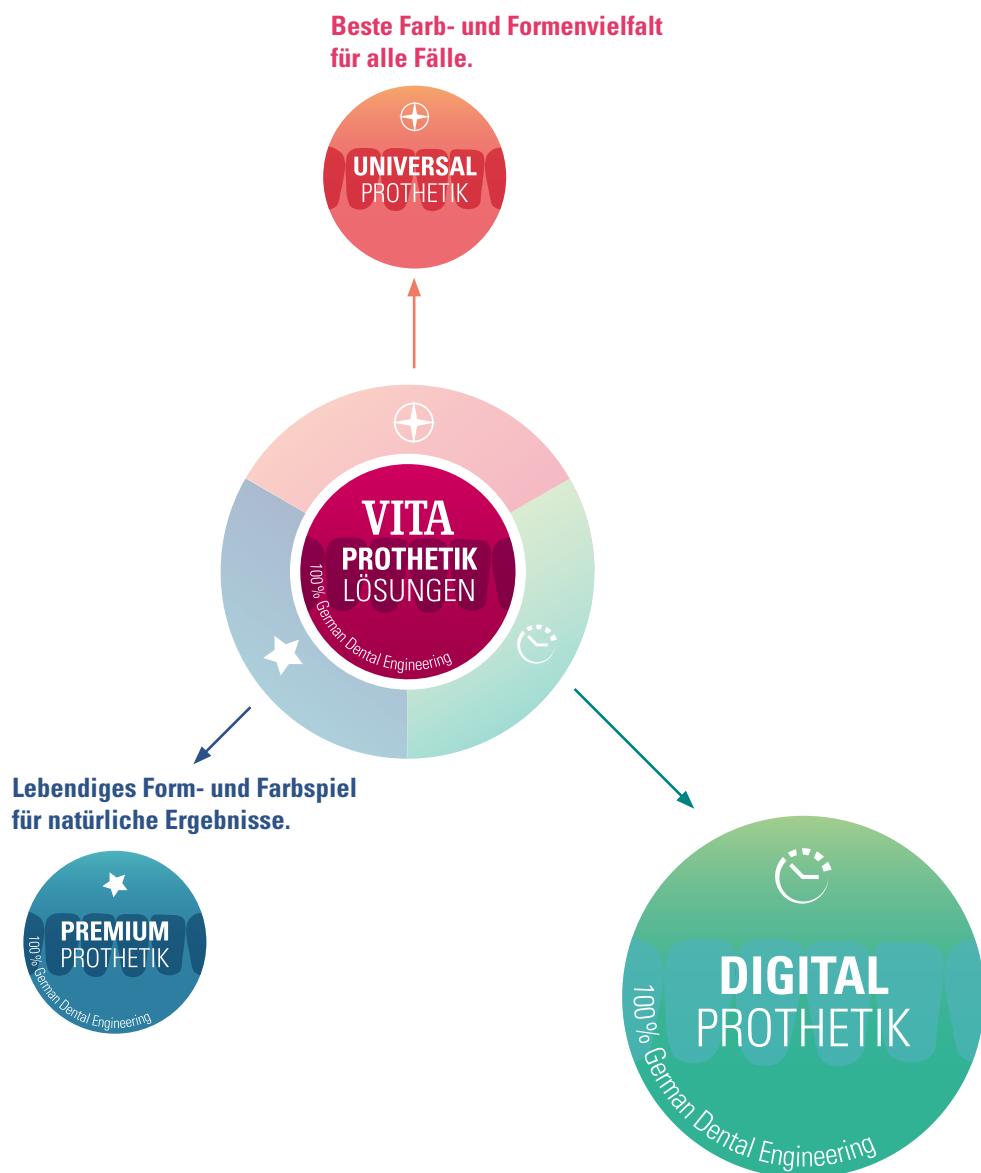 Beste Farb- und Formenvielfalt
für alle Fälle.
UNIVERSAL
PROTHETIK
VITA
PROTHETIK
LÖSUNGEN
100% German Dental Engineering
Lebendiges Form- und Farbspiel
für natürliche Ergebnisse.
PREMIUM
PROTHETIK
100% German Dental Engineering
DIGITAL
PROTHETIK
100% German Dental Engineering